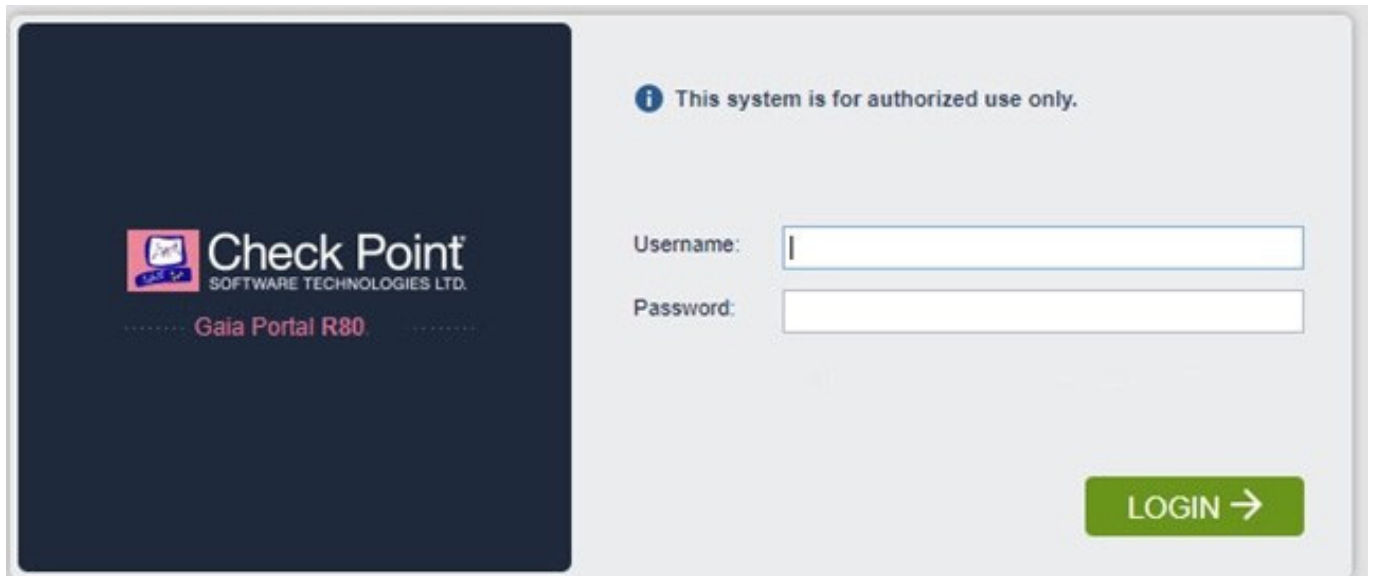 This system is for authorized use only.
Check Point
SOFTWARE TECHNOLOGIES LTD.
Gaia Portal R80.
Username:
Password:
LOGIN